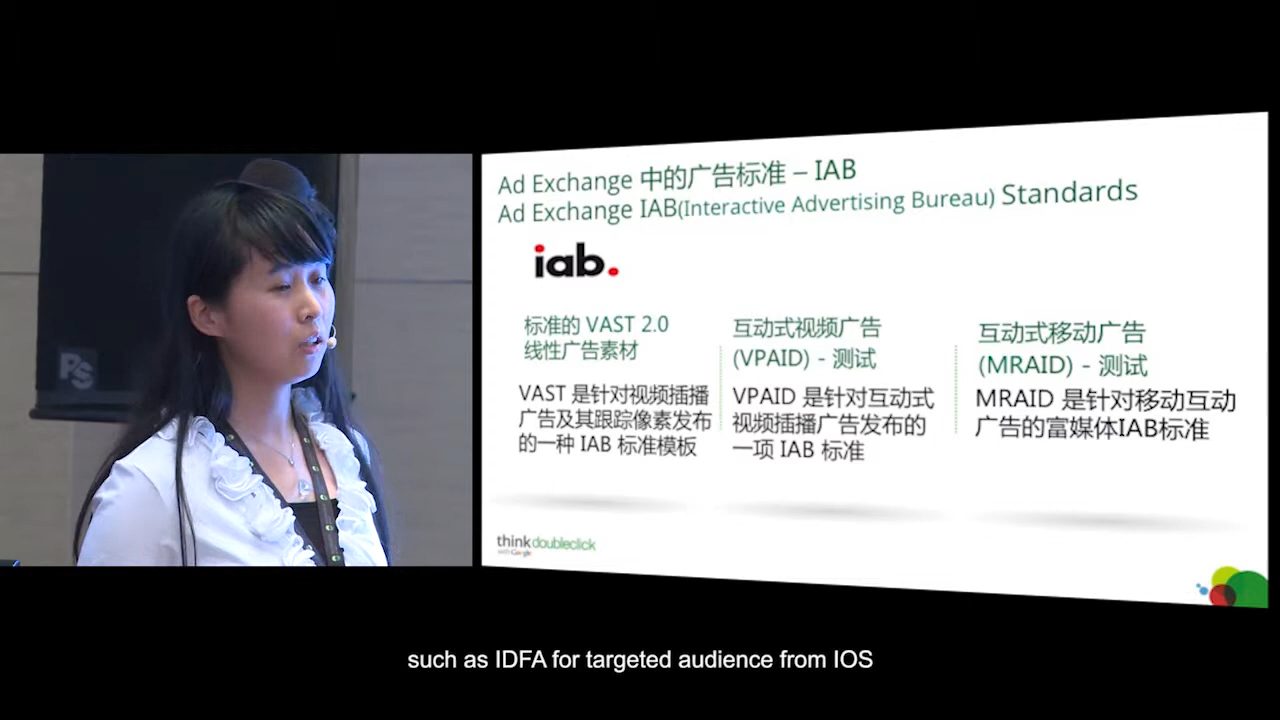 Ad Exchange 中的广告标准 – IAB
Ad Exchange IAB(Interactive Advertising Bureau) Standards
iab.
标准的 VAST 2.0
线性广告素材
VAST 是针对视频插播
广告及其跟踪像素发布
的一种 IAB 标准模板
互动式视频广告
(VPAID) - 测试
VPAID 是针对互动式
视频插播广告发布的
一项 IAB 标准
互动式移动广告
(MRAID) - 测试
MRAID 是针对移动互动
广告的富媒体IAB标准
PS
think doubleclick
with Google
such as IDFA for targeted audience from IOS